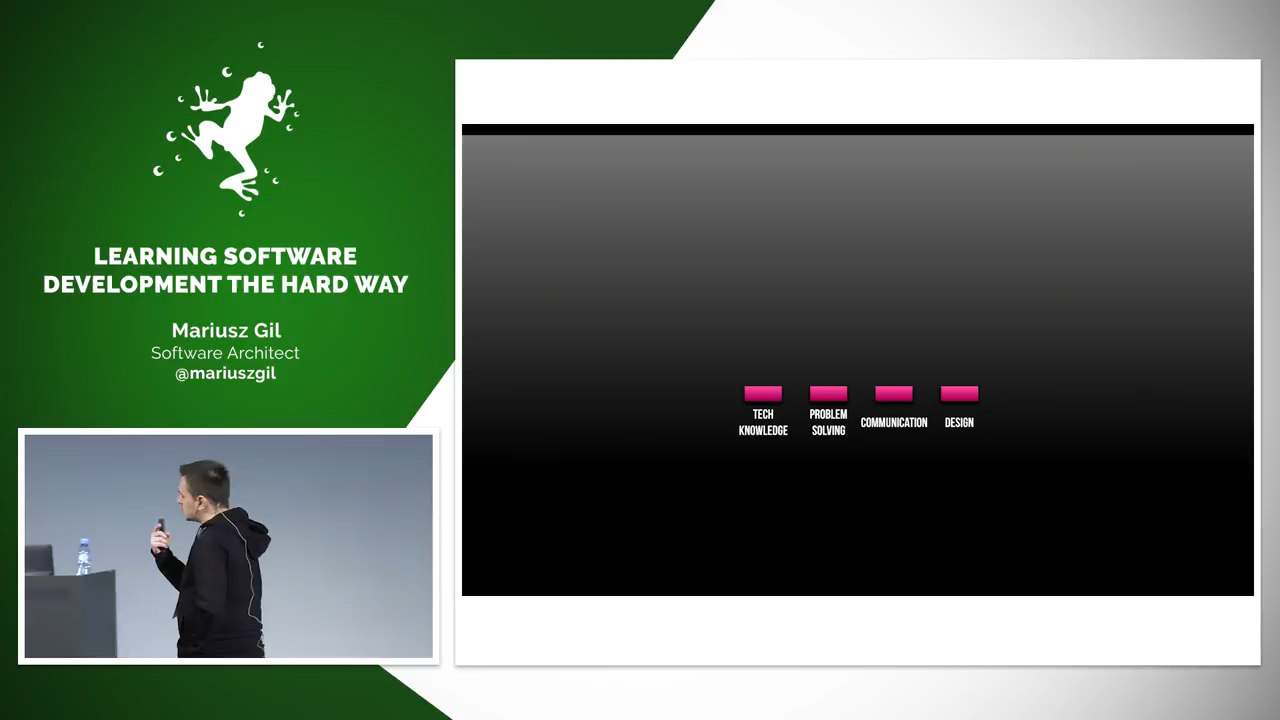 LEARNING SOFTWARE
DEVELOPMENT THE HARD WAY
Mariusz Gil
Software Architect
@mariuszgil
TECH
KNOWLEDGE
PROBLEM
SOLVING
COMMUNICATION
DESIGN